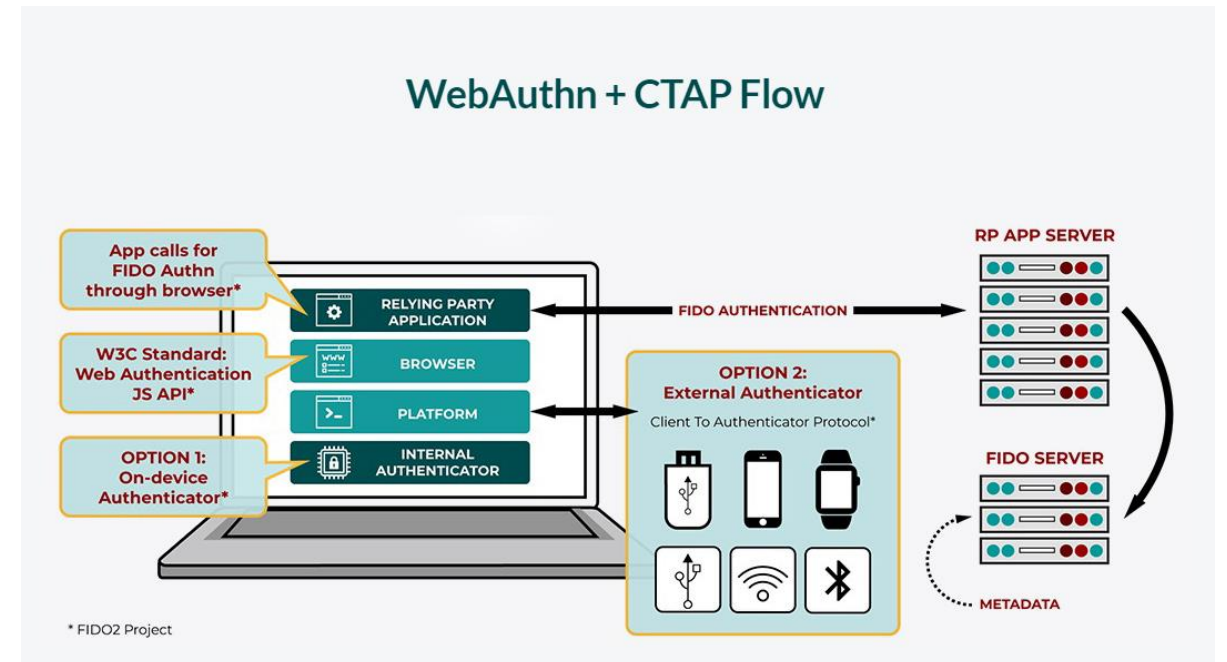 WebAuthn + CTAP Flow
App calls for
FIDO Authn
through browser*
W3C Standard:
Web Authentication
JS API*
OPTION 1:
On-device
Authenticator*
RELYING PARTY
APPLICATION
WWW
BROWSER
PLATFORM
INTERNAL
AUTHENTICATOR
FIDO AUTHENTICATION
OPTION 2:
External Authenticator
Client To Authenticator Protocol*
RP APP SERVER
FIDO SERVER
METADATA
* FIDO2 Project